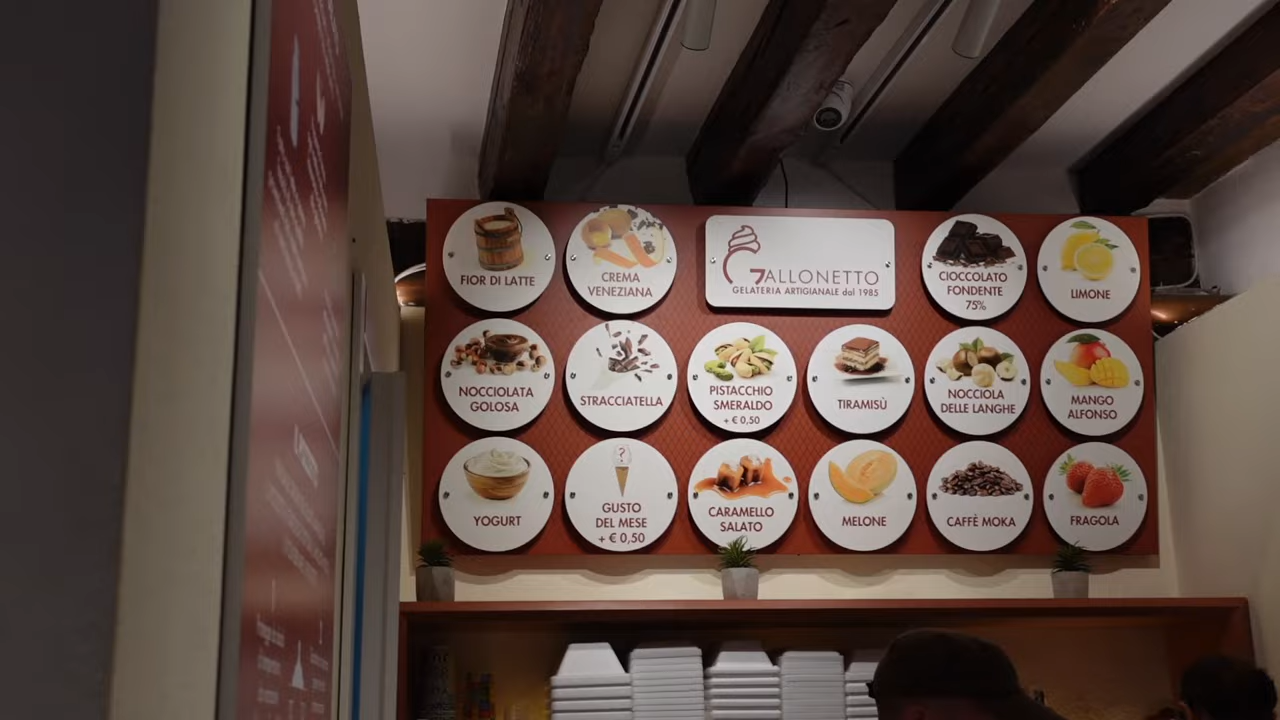 FIOR DI LATTE
CREMA
VENEZIANA
GALLONETTO
GELATERIA ARTIGIANALE dal 1985
CIOCCOLATO
FONDENTE
75%
LIMONE
NOCCIOLATA
GOLOSA
STRACCIATELLA
PISTACCHIO
SMERALDO
+ € 0,50
TIRAMISÙ
NOCCIOLA
DELLE LANGHE
MANGO
ALFONSO
YOGURT
?
GUSTO
DEL MESE
+ € 0,50
CARAMELLO
SALATO
MELONE
CAFFÈ MOKA
FRAGOLA